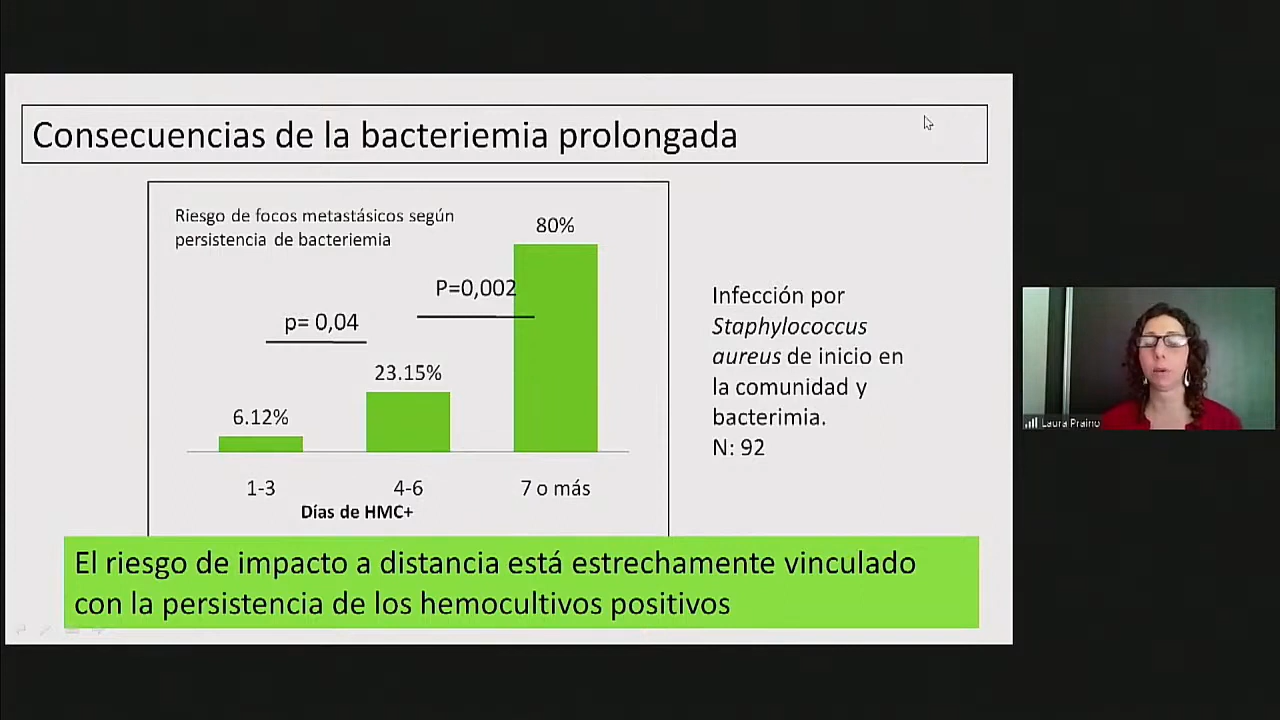 Consecuencias de la bacteriemia prolongada
Riesgo de focos metastásicos según
persistencia de bacteriemia
80%
P=0,002
p= 0,04
23.15%
6.12%
1-3
4-6
7 o más
Días de HMC+
Infección por
Staphylococcus
aureus de inicio en
la comunidad y
bacterimia.
N: 92
Laura Praino
El riesgo de impacto a distancia está estrechamente vinculado
con la persistencia de los hemocultivos positivos